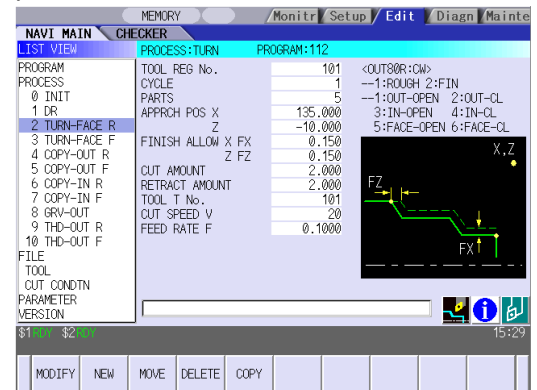 MEMORY Monitr Setup Edit Diagn Mainte
NAVI MAIN CHECKER
LIST VIEW PROCESS:TURN PROGRAM:112
PROGRAM
PROCESS
0 INIT
1 DR
2 TURN-FACE R
3 TURN-FACE F
4 COPY-OUT R
5 COPY-OUT F
6 COPY-IN R
7 COPY-IN F
8 GRV-OUT
9 THD-OUT R
10 THD-OUT F
FILE
TOOL
CUT CONDTN
PARAMETER
VERSION
TOOL REG No. 101
CYCLE 1
PARTS 5
APPRCH POS X 135.000
Z -10.000
FINISH ALLOW X FX 0.150
Z FZ 0.150
CUT AMOUNT 2.000
RETRACT AMOUNT 2.000
TOOL T No. 101
CUT SPEED V 20
FEED RATE F 0.1000
<OUT80R:CW>
--1:ROUGH 2:FIN
--1:OUT-OPEN 2:OUT-CL
3:IN-OPEN 4:IN-CL
5:FACE-OPEN 6:FACE-CL
X,Z
FZ
FX
$1 RDY $2 RDY 15:29
MODIFY NEW MOVE DELETE COPY